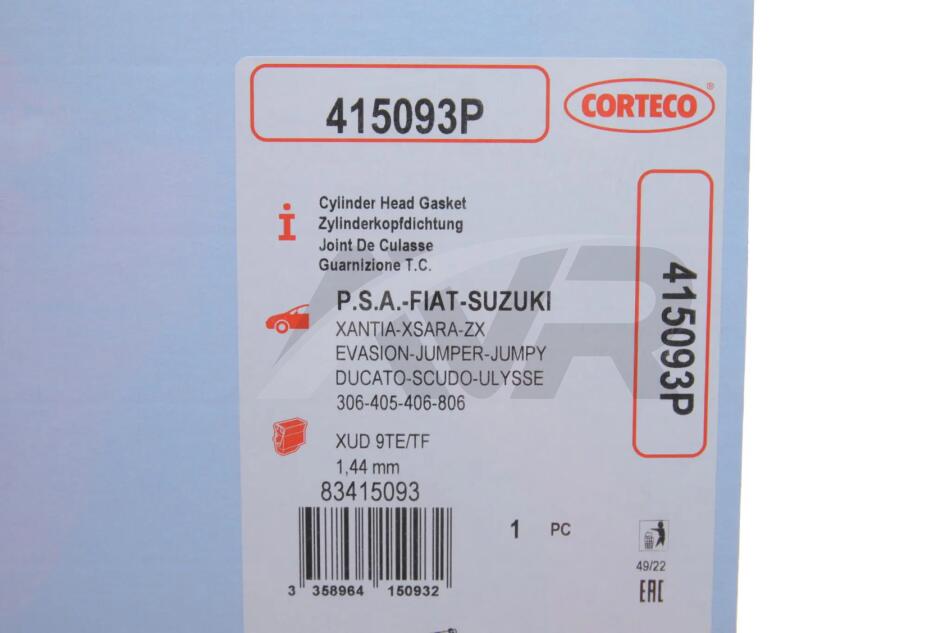 415093P
CORTECO®
Cylinder Head Gasket
Zylinderkopfdichtung
Joint De Culasse
Guarnizione T.C.
P.S.A.-FIAT-SUZUKI
XANTIA-XSARA-ZX
EVASION-JUMPER-JUMPY
DUCATO-SCUDO-ULYSSE
306-405-406-806
415093P
XUD 9TE/TF
1,44 mm
83415093
1 PC
3 358964 150932
49/22
EAC
AVR